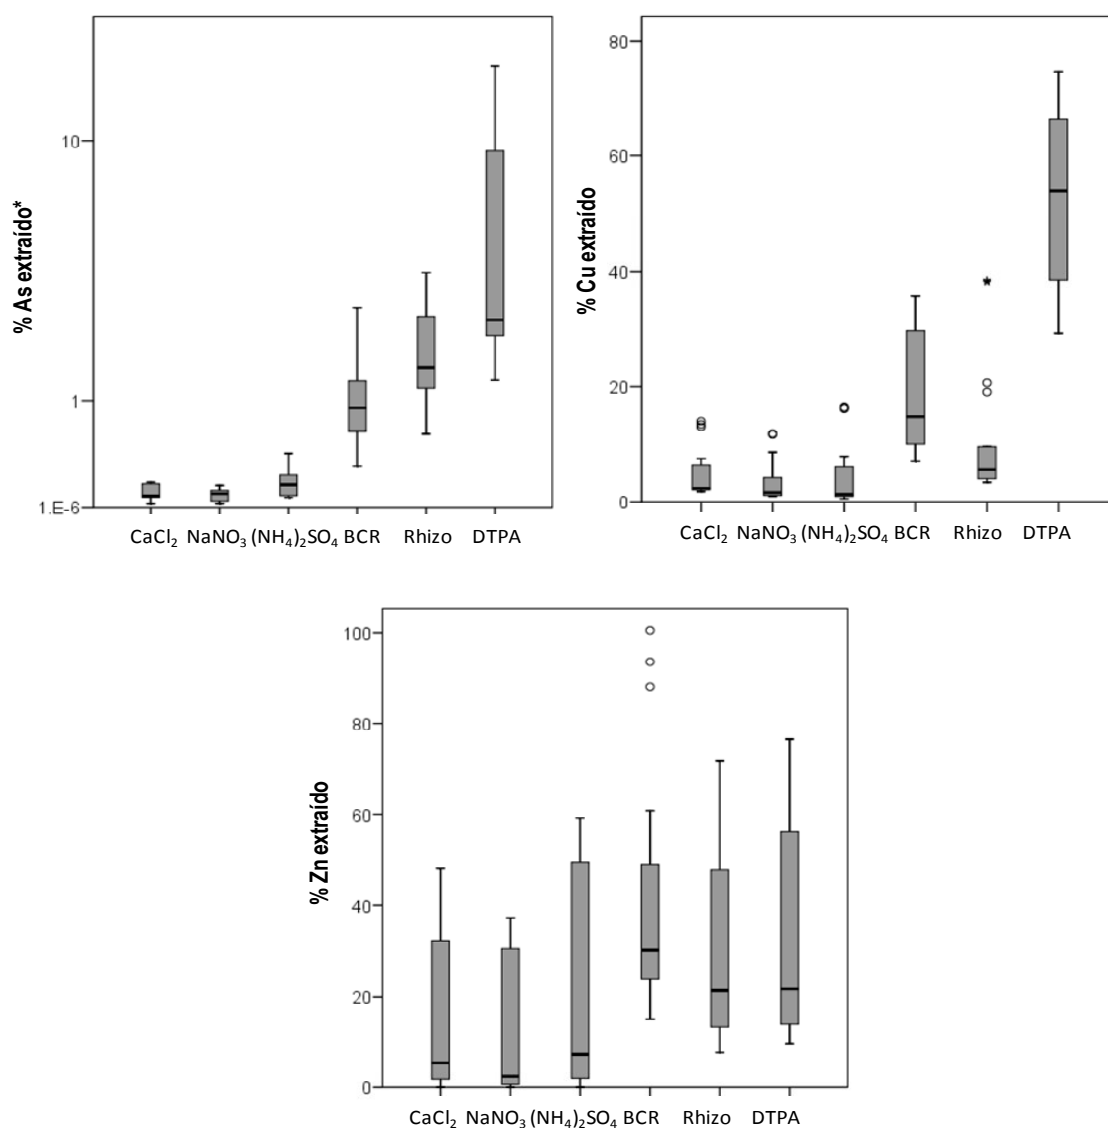 % As extraído*
10
1
1.E-6
CaCl₂ NaNO₃ (NH₄)₂SO₄ BCR Rhizo DTPA
% Cu extraído
80
60
40
20
0
CaCl₂ NaNO₃ (NH₄)₂SO₄ BCR Rhizo DTPA
% Zn extraído
100
80
60
40
20
0
CaCl₂ NaNO₃ (NH₄)₂SO₄ BCR Rhizo DTPA